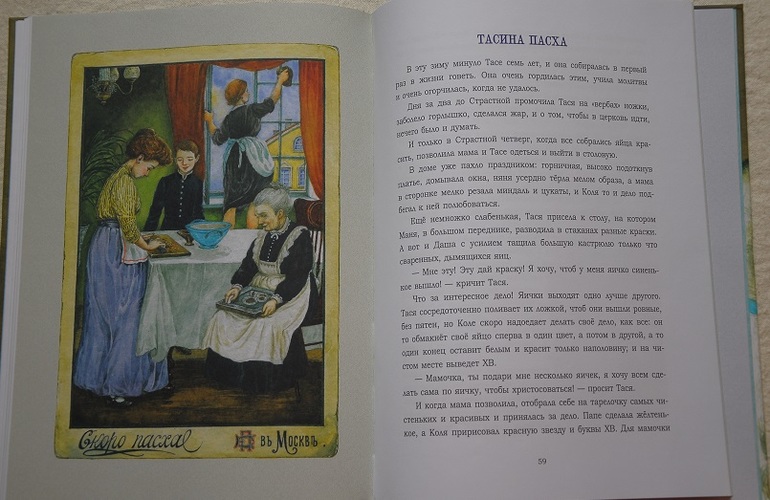 Скоро пасха!
въ Москвѣ.
ТАСИНА ПАСХА
В эту зиму минуло Тасе семь лет, и она собиралась в первый
раз в жизни говеть. Она очень гордилась этим, учила молитвы
и очень огорчилась, когда не удалось.
Дня за два до Страстной промочила Тася на «вербах» ножки,
заболело горлышко, сделался жар, и о том, чтобы в церковь идти,
нечего было и думать.
И только в Страстной четверг, когда все собрались яйца кра-
сить, позволила мама и Тасе одеться и выйти в столовую.
В доме уже пахло праздником: горничная, высоко подоткнув
платье, домывала окна, няня усердно тёрла мелом образа, а мама
в сторонке мелко резала миндаль и цукаты, и Коля то и дело под-
бегал к ней полюбоваться.
Ещё немножко слабенькая, Тася присела к столу, на котором
Маня, в большом переднике, разводила в стаканах разные краски.
А вот и Даша с усилием тащила большую кастрюлю только что
сваренных, дымящихся яиц.
— Мне эту! Эту дай краску! Я хочу, чтоб у меня яичко синень-
кое вышло! — кричит Тася.
Что за интересное дело! Яички выходят одно лучше другого.
Тася сосредоточенно поливает их ложкой, чтоб они вышли ровные,
без пятен, но Коле скоро надоедает делать своё дело, как все: он
то обмакнёт своё яйцо сперва в один цвет, а потом в другой, а то
один конец оставит белым и красит только наполовину; и на чи-
стом месте выведет ХВ.
— Мамочка, ты подари мне несколько яичек, я хочу всем сде-
лать сама по яичку, чтобы христосоваться! — просит Тася.
И когда мама позволила, отобрала себе на тарелочку самых чи-
стеньких и красивых и принялась за дело. Папе сделала жёлтень-
кое, а Коля пририсовал красную звезду и буквы ХВ. Для мамочки
59